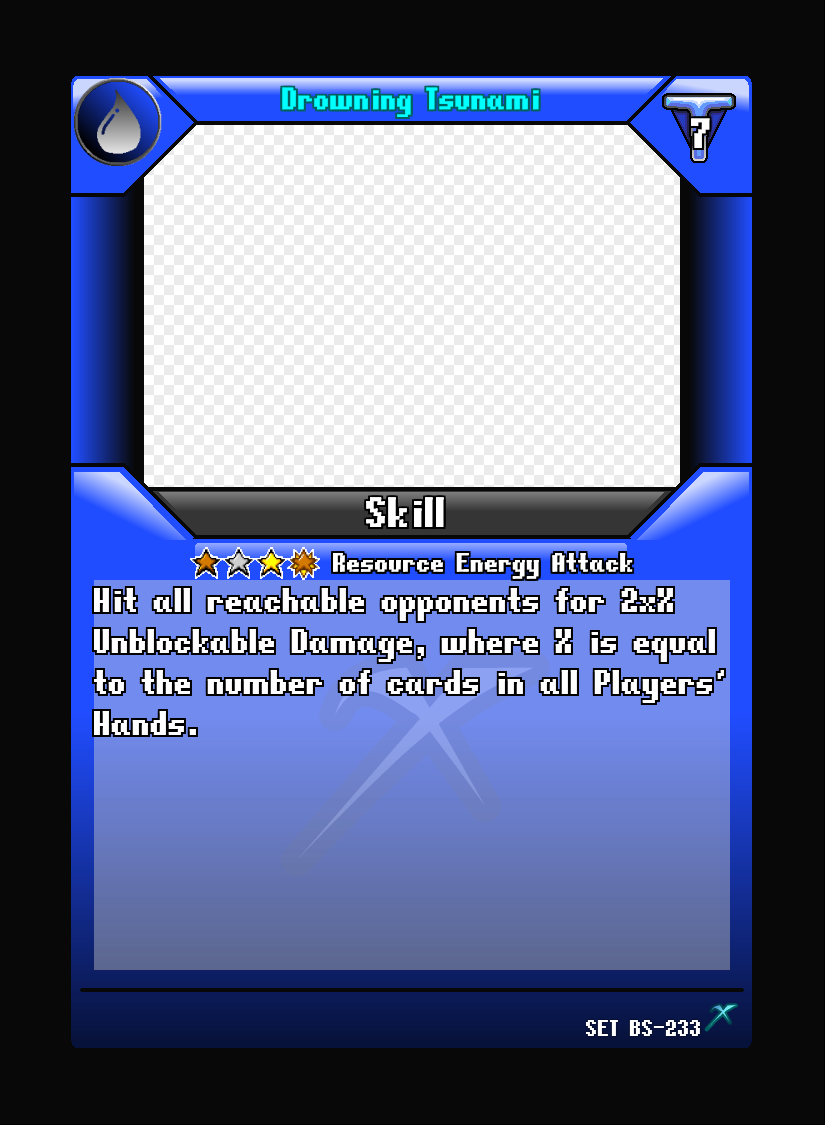 Drowning Tsunami
7
Skill
Resource Energy Attack
Hit all reachable opponents for 2xX
Unblockable Damage, where X is equal
to the number of cards in all Players'
Hands.
SET BS-233